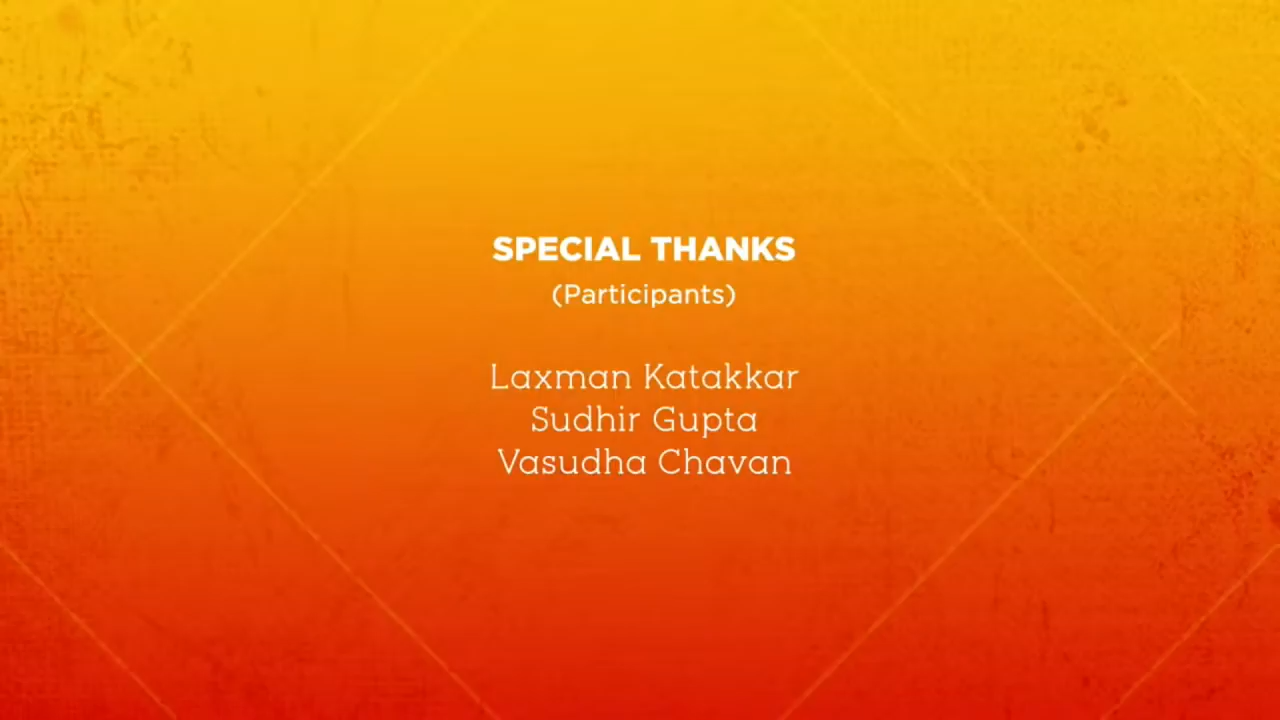 SPECIAL THANKS
(Participants)
Laxman Katakkar
Sudhir Gupta
Vasudha Chavan